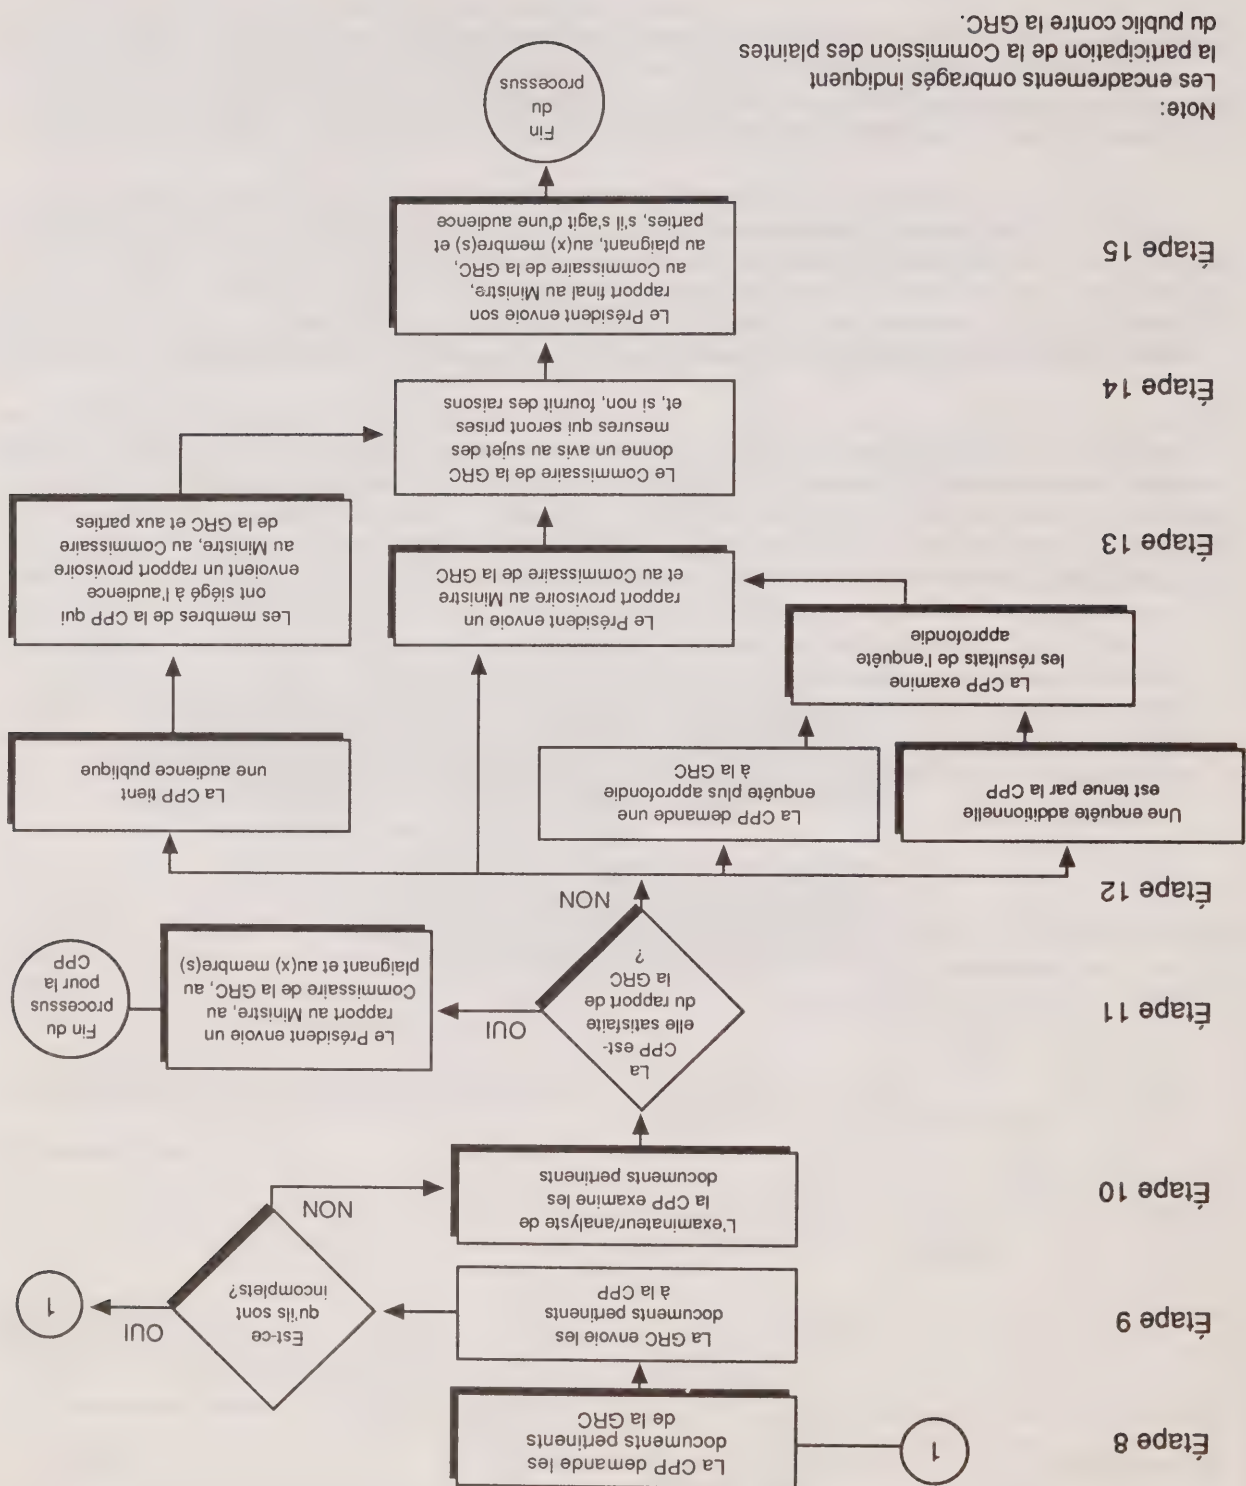 Étape 8
1
La CPP demande les
documents pertinents
de la GRC
Étape 9
La GRC envoie les
documents pertinents
à la CPP
Est-ce
qu'ils sont
incomplets?
OUI
1
NON
Étape 10
L'examinateur/analyste de
la CPP examine les
documents pertinents
Étape 11
La
CPP est-
elle satisfaite
du rapport de
la GRC
?
OUI
Le Président envoie un
rapport au Ministre, au
Commissaire de la GRC, au
plaignant et au(x) membre(s)
Fin du
processus
pour la
CPP
NON
Étape 12
Une enquête additionnelle
est tenue par la CPP
La CPP demande une
enquête plus approfondie
à la GRC
La CPP tient
une audience publique
La CPP examine
les résultats de l'enquête
approfondie
Étape 13
Le Président envoie un
rapport provisoire au Ministre
et au Commissaire de la GRC
Les membres de la CPP qui
ont siégé à l'audience
envoient un rapport provisoire
au Ministre, au Commissaire
de la GRC et aux parties
Étape 14
Le Commissaire de la GRC
donne un avis au sujet des
mesures qui seront prises
et, si non, fournit des raisons
Étape 15
Le Président envoie son
rapport final au Ministre,
au Commissaire de la GRC,
au plaignant, au(x) membre(s) et
parties, s'il s'agit d'une audience
Fin
du
processus
Note:
Les encadrements ombragés indiquent
la participation de la Commission des plaintes
du public contre la GRC.